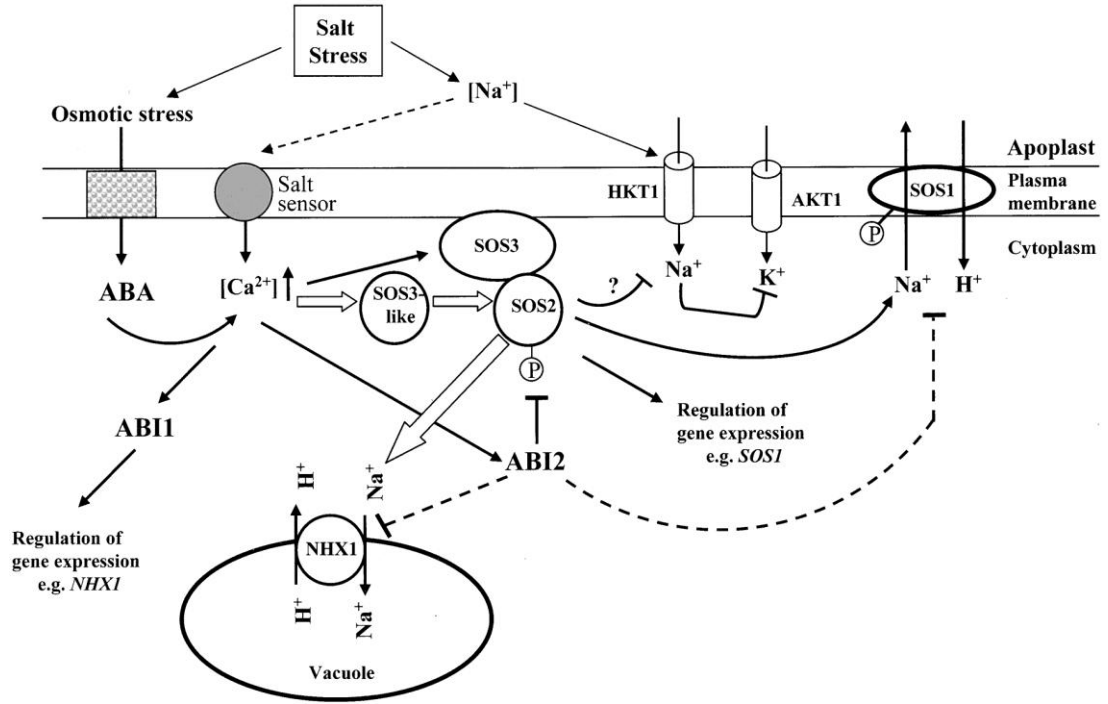 Salt
Stress
[Na⁺]
Osmotic stress
Apoplast
Salt
sensor
HKT1
AKT1
SOS1
Plasma
membrane
P
Cytoplasm
SOS3
ABA
[Ca²⁺]
SOS3-
like
SOS2
?
Na⁺
K⁺
Na⁺
H⁺
P
ABI1
ABI2
Regulation of
gene expression
e.g. SOS1
H⁺
Na⁺
Regulation of
gene expression
e.g. NHX1
NHX1
H⁺
Na⁺
Vacuole